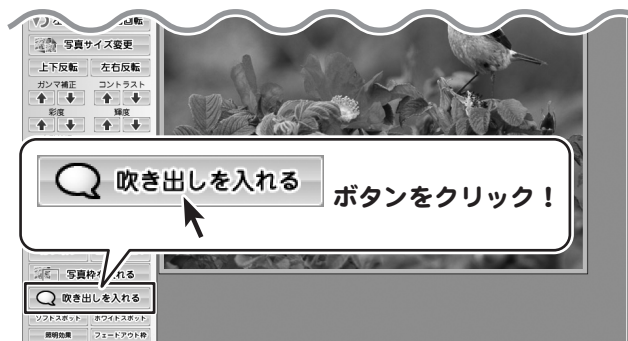 回転
写真サイズ変更
上下反転 左右反転
ガンマ補正 コントラスト
彩度 輝度
吹き出しを入れる
ボタンをクリック！
写真枠 れる
吹き出しを入れる
ソフトスポット ホワイトスポット
照明効果 フェードアウト枠